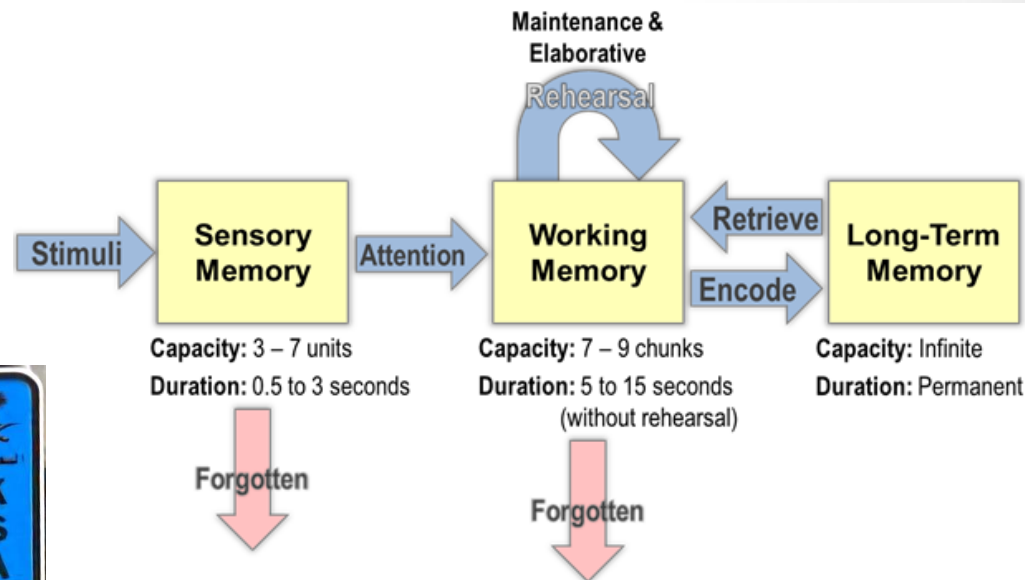 Maintenance &
Elaborative
Rehearsal
Stimuli
Sensory
Memory
Attention
Working
Memory
Retrieve
Encode
Long-Term
Memory
Capacity: 3 – 7 units
Duration: 0.5 to 3 seconds
Capacity: 7 – 9 chunks
Duration: 5 to 15 seconds
(without rehearsal)
Capacity: Infinite
Duration: Permanent
Forgotten
Forgotten